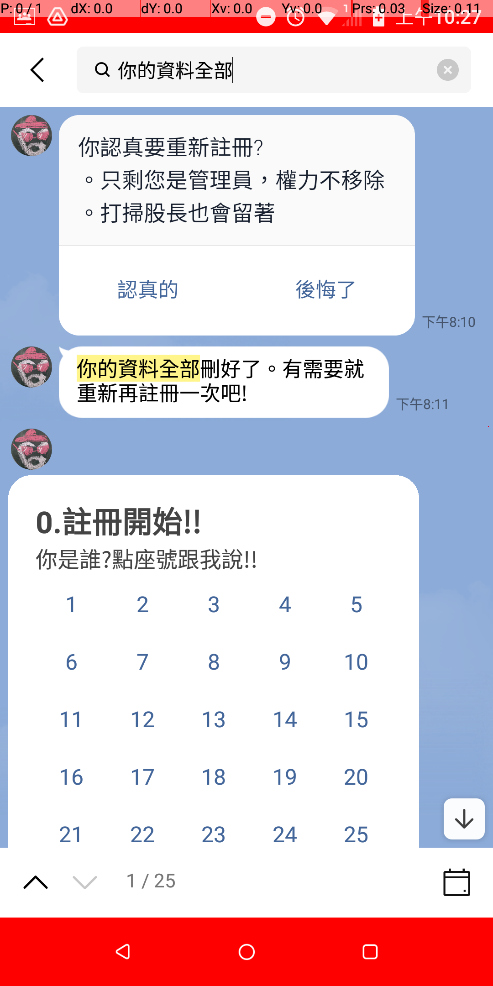 P: 0 / 1 dX: 0.0 dY: 0.0 Xv: 0.0 Yv: 0.0 Prs: 0.03 Size: 0.11
上午10:27
你的資料全部
你認真要重新註冊?
。只剩您是管理員，權力不移除
。打掃股長也會留著
認真的 後悔了
下午8:10
你的資料全部刪好了。有需要就
重新再註冊一次吧!
下午8:11
0.註冊開始!!
你是誰?點座號跟我說!!
1 2 3 4 5
6 7 8 9 10
11 12 13 14 15
16 17 18 19 20
21 22 23 24 25
1 / 25